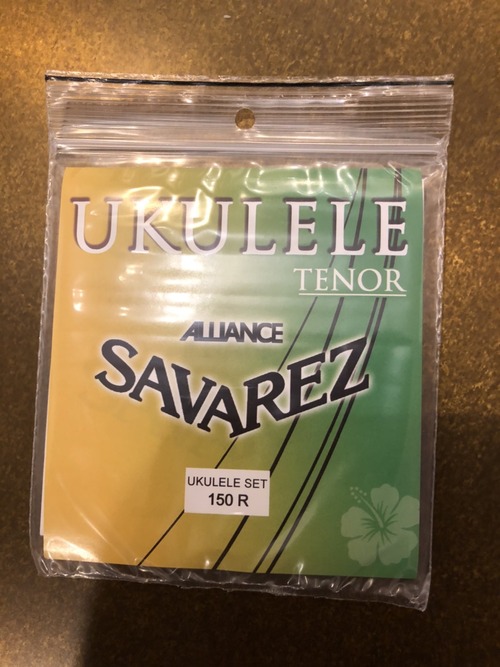 UKULELE
TENOR
ALLIANCE
SAVAREZ
UKULELE SET
150 R